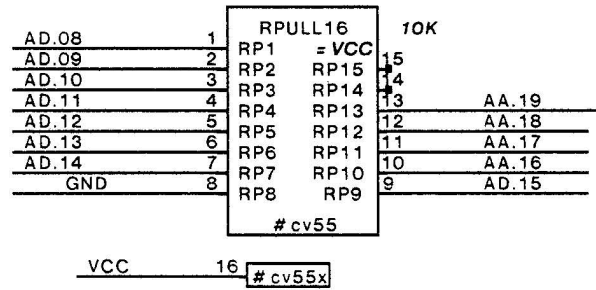 RPULL16 10K
AD.08 1 RP1 = VCC
AD.09 2 RP2 RP15 15
AD.10 3 RP3 RP14 14
AD.11 4 RP4 RP13 13 AA.19
AD.12 5 RP5 RP12 12 AA.18
AD.13 6 RP6 RP11 11 AA.17
AD.14 7 RP7 RP10 10 AA.16
GND 8 RP8 RP9 9 AD.15
#cv55
VCC 16 #cv55x